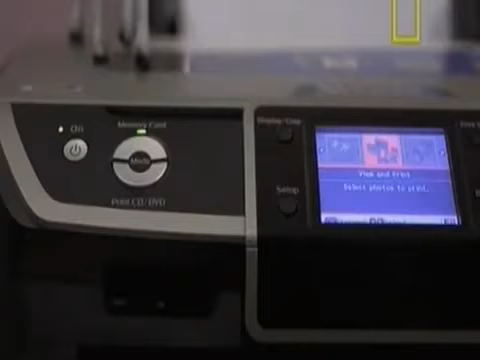 On
Memory Card
Mode
Print CD/DVD
Display/Crop
Setup
View and Print
Select photos to print.